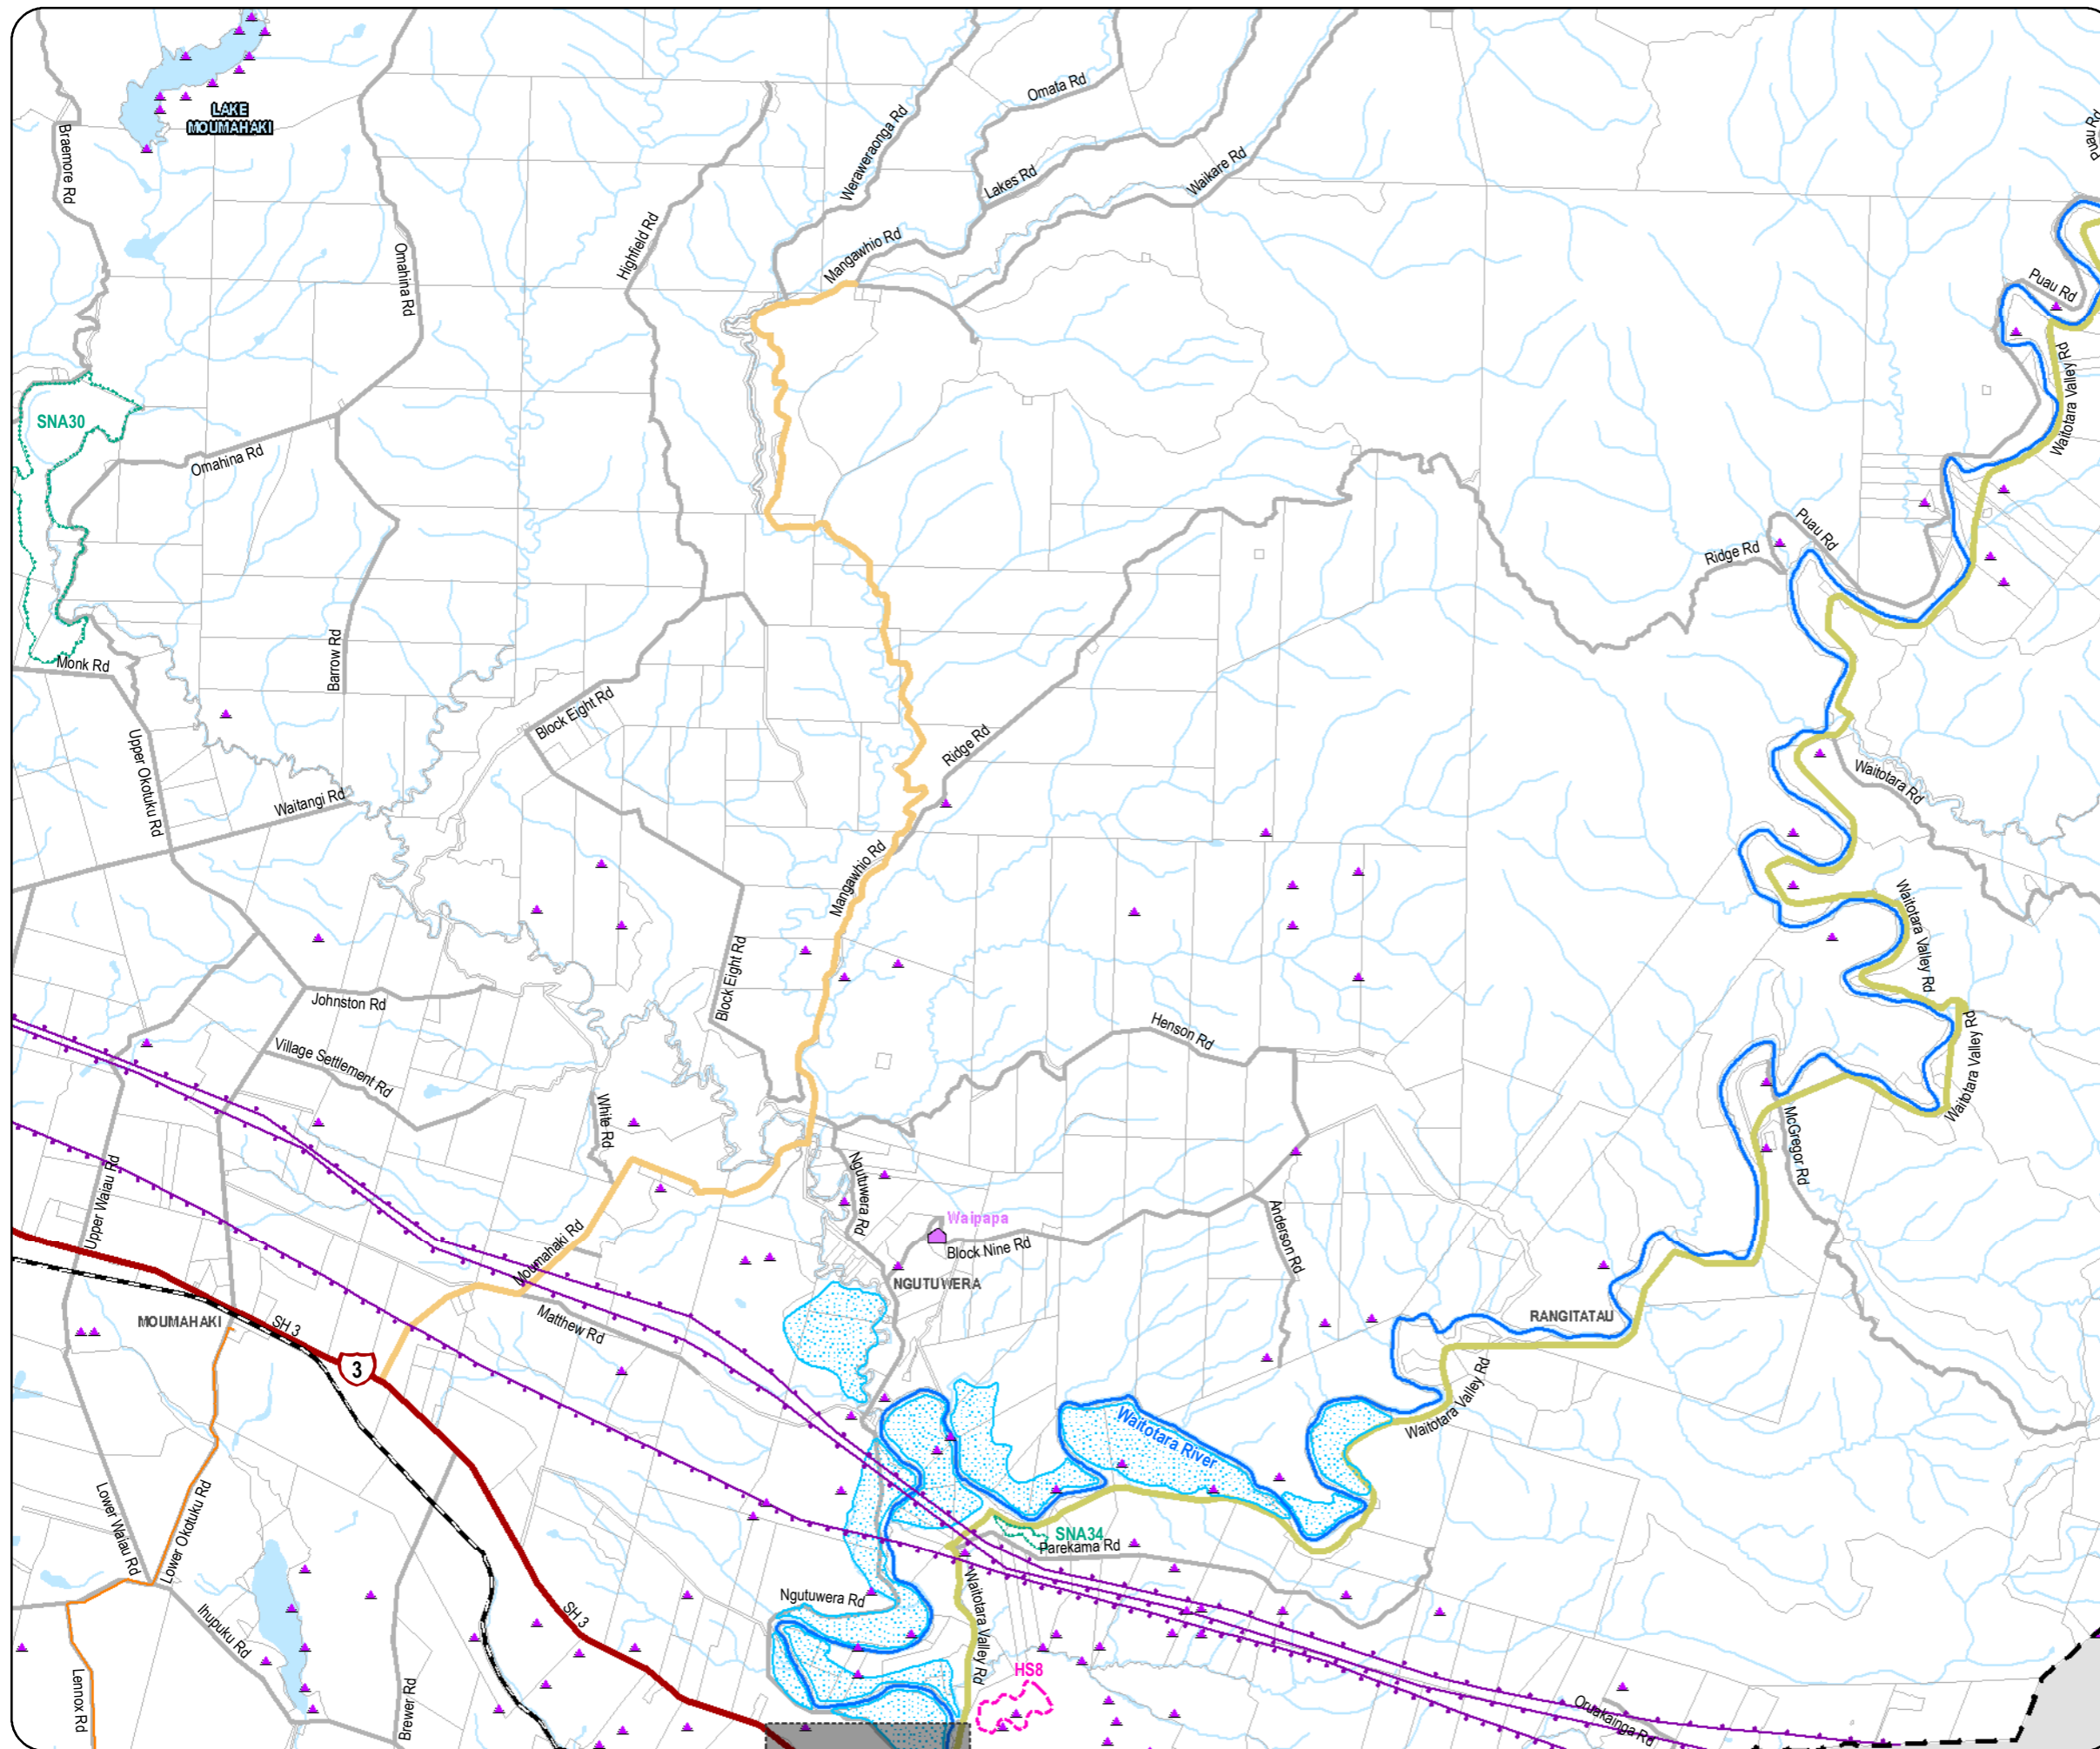 Omata Rd
LAKE
MOUMAHAKI
Braemore Rd
Weraweraonga Rd
Puau Rd
Lakes Rd
Waikare Rd
Highfield Rd
Omahina Rd
Mangawhio Rd
Puau Rd
Waitotara Valley Rd
SNA30
Omahina Rd
Puau Rd
Ridge Rd
Monk Rd
Barrow Rd
Block Eight Rd
Ridge Rd
Upper Okotuku Rd
Waitotara Rd
Waitangi Rd
Mangawhio Rd
Waitotara Valley Rd
Block Eight Rd
Johnston Rd
Henson Rd
Waitotara Valley Rd
Village Settlement Rd
White Rd
McGregor Rd
Upper Waiau Rd
Ngutuwera Rd
Waipapa
Block Nine Rd
Anderson Rd
Moumahaki Rd
NGUTUWERA
MOUMAHAKI
SH 3
Matthew Rd
RANGITATAU
3
Waitotara Valley Rd
Waitotara River
Lower Waiau Rd
Lower Okotuku Rd
SNA34
Parekama Rd
Ngutuwera Rd
Waitotara Valley Rd
SH 3
Ihupuku Rd
HS8
Lennox Rd
Brewer Rd
Oruakainga Rd